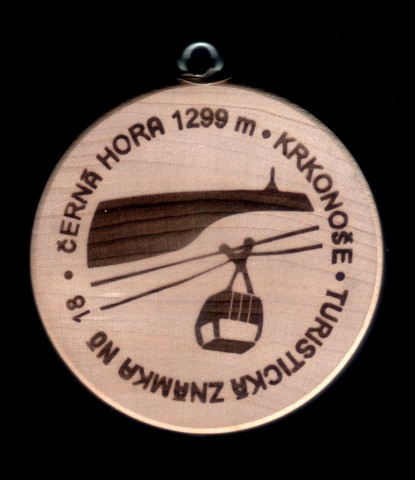 • ČERNÁ HORA 1299 m • KRKONOŠE • TURISTICKÁ ZNÁMKA NO 18